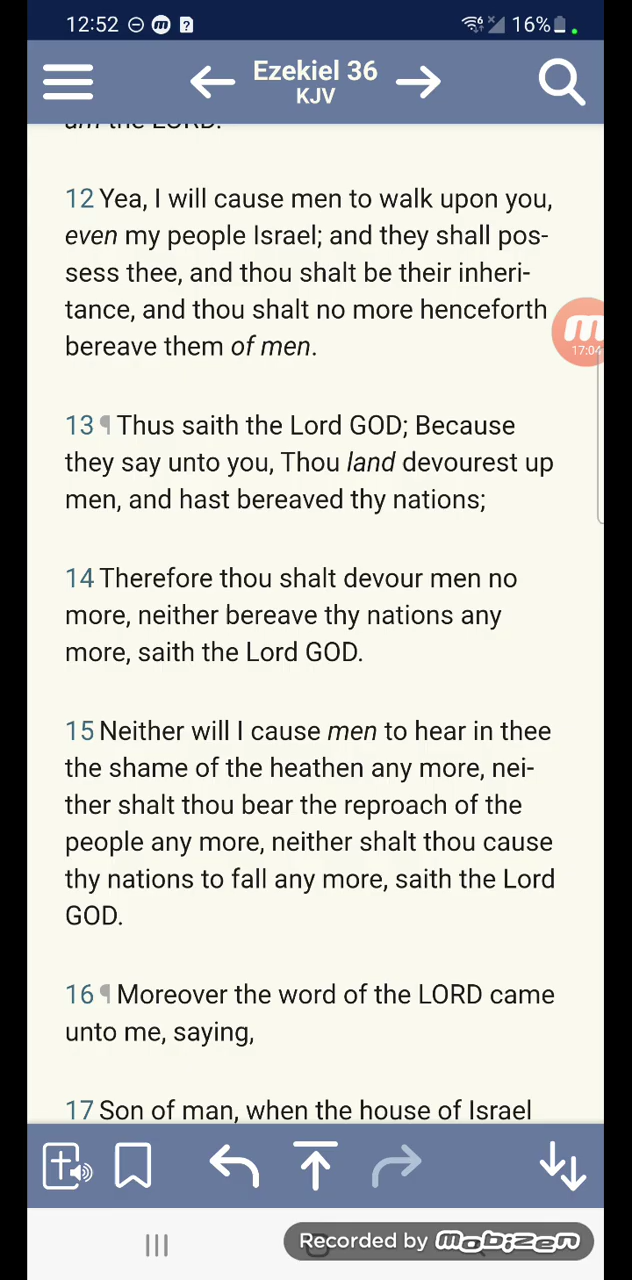 12:52 16%
Ezekiel 36
KJV
am the LORD.
12 Yea, I will cause men to walk upon you,
even my people Israel; and they shall pos-
sess thee, and thou shalt be their inheri-
tance, and thou shalt no more henceforth
bereave them of men.
17:04
13 ¶ Thus saith the Lord GOD; Because
they say unto you, Thou land devourest up
men, and hast bereaved thy nations;
14 Therefore thou shalt devour men no
more, neither bereave thy nations any
more, saith the Lord GOD.
15 Neither will I cause men to hear in thee
the shame of the heathen any more, nei-
ther shalt thou bear the reproach of the
people any more, neither shalt thou cause
thy nations to fall any more, saith the Lord
GOD.
16 ¶ Moreover the word of the LORD came
unto me, saying,
17 Son of man, when the house of Israel
Recorded by mobizen